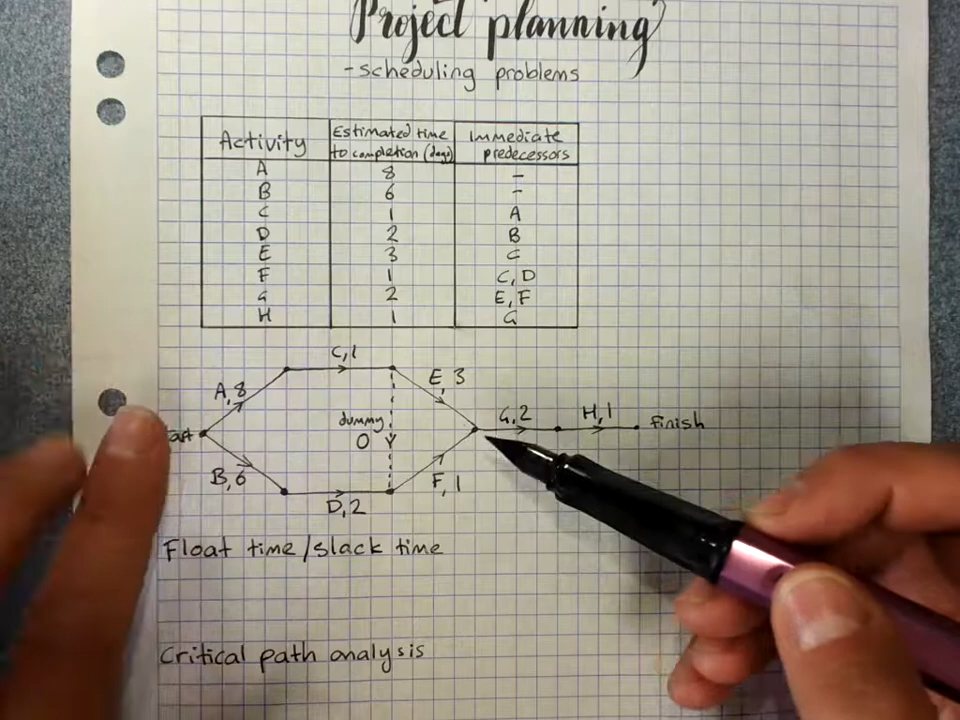 Project planning
-scheduling problems
Activity Estimated time to completion (days) Immediate predecessors
A 8 -
B 6 -
C 1 A
D 2 B
E 3 C
F 1 C,D
G 2 E,F
H 1 G
C,1
A,8 E,3
dummy 0 G,2 H,1 finish
B,6 F,1
D,2
Float time/slack time
Critical path analysis